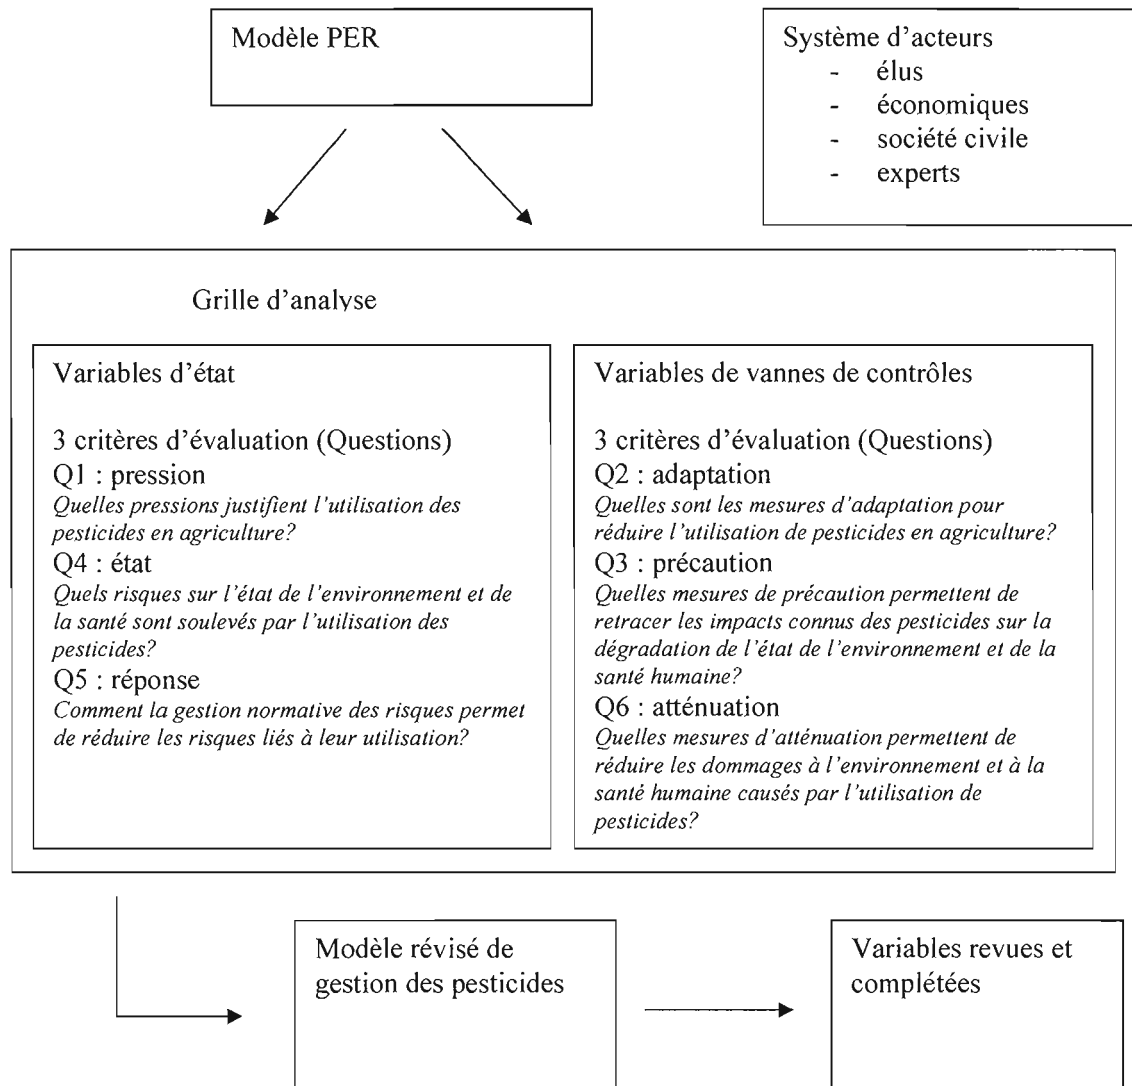 Modèle PER
Système d'acteurs
- élus
- économiques
- société civile
- experts
Grille d'analyse
Variables d'état
3 critères d'évaluation (Questions)
Q1 : pression
Quelles pressions justifient l'utilisation des
pesticides en agriculture?
Q4 : état
Quels risques sur l'état de l'environnement et de
la santé sont soulevés par l'utilisation des
pesticides?
Q5 : réponse
Comment la gestion normative des risques permet
de réduire les risques liés à leur utilisation?
Variables de vannes de contrôles
3 critères d'évaluation (Questions)
Q2 : adaptation
Quelles sont les mesures d'adaptation pour
réduire l'utilisation de pesticides en agriculture?
Q3 : précaution
Quelles mesures de précaution permettent de
retracer les impacts connus des pesticides sur la
dégradation de l'état de l'environnement et de la
santé humaine?
Q6 : atténuation
Quelles mesures d'atténuation permettent de
réduire les dommages à l'environnement et à la
santé humaine causés par l'utilisation de
pesticides?
Modèle révisé de
gestion des pesticides
Variables revues et
complétées